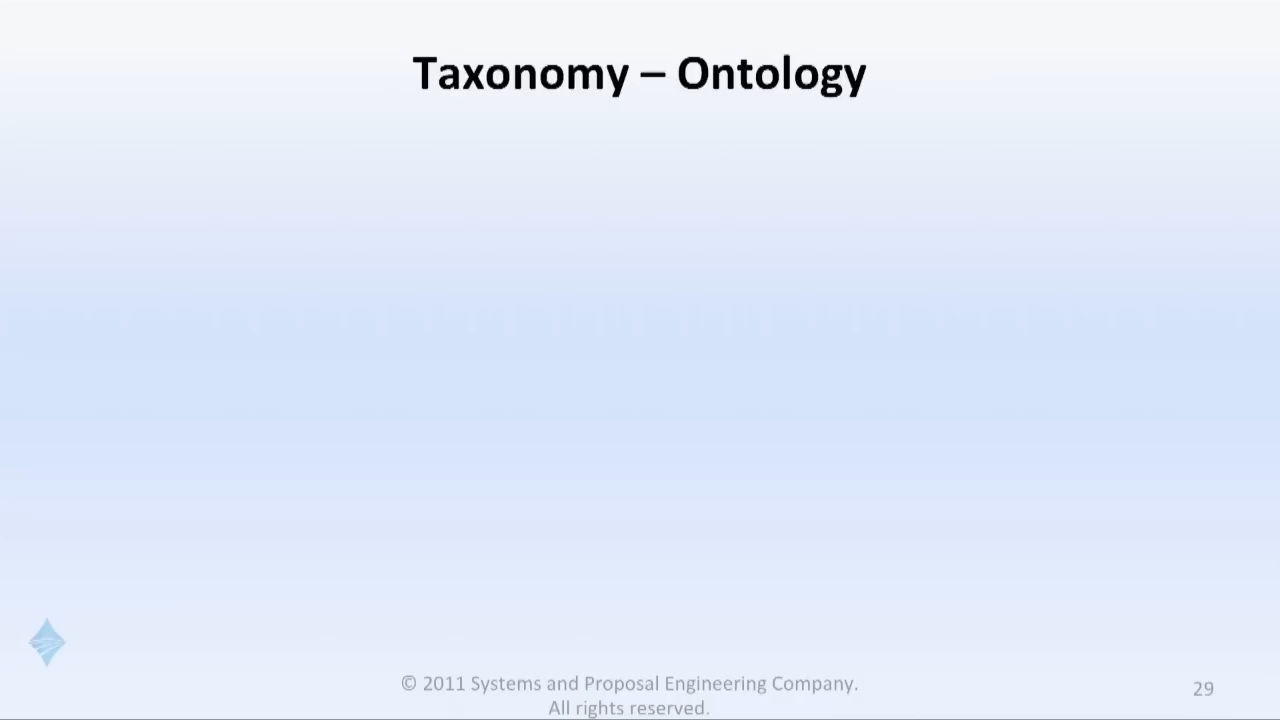 Taxonomy – Ontology
© 2011 Systems and Proposal Engineering Company.
All rights reserved.
29